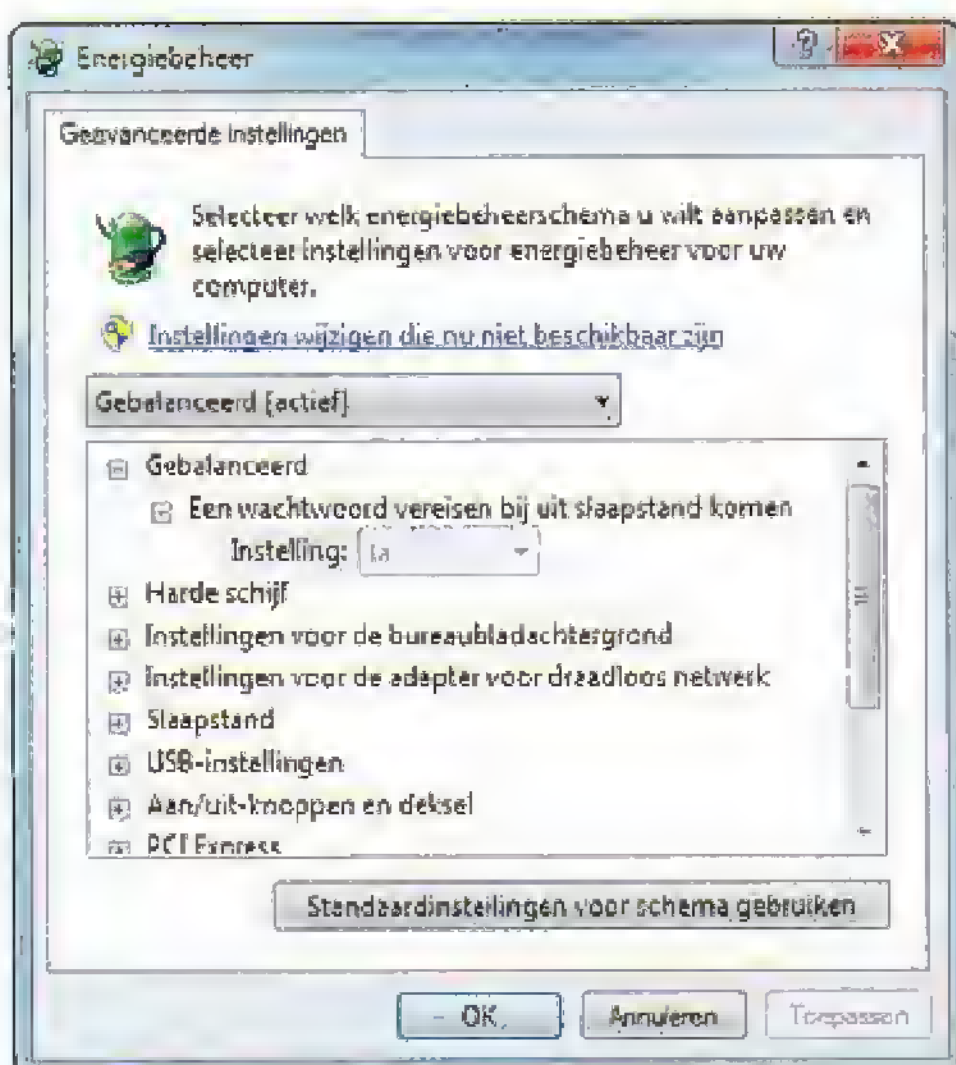 Energiebeheer
Geavanceerde instellingen
Selecteer welk energiebeheerschema u wilt aanpassen en
selecteer instellingen voor energiebeheer voor uw
computer.
Instellingen wijzigen die nu niet beschikbaar zijn
Gebalanceerd [actief]
Gebalanceerd
Een wachtwoord vereisen bij uit slaapstand komen
Instelling: Ja
Harde schijf
Instellingen voor de bureaubladachtergrond
Instellingen voor de adapter voor draadloos netwerk
Slaapstand
USB-instellingen
Aan/uit-knoppen en deksel
PCI Express
Standaardinstellingen voor schema gebruiken
OK
Annuleren
Toepassen